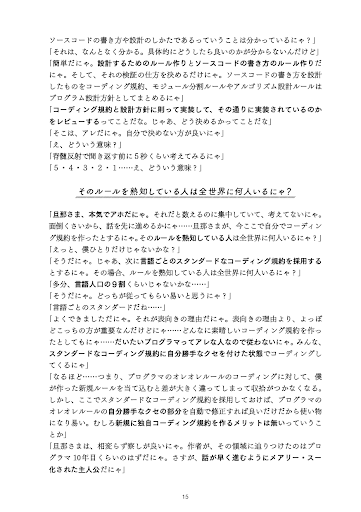 ソースコードの書き方や設計のしかたであるっていうことは分かっているにゃ？」
「それは、なんとなく分かる。具体的にどうしたら良いのかが分からないんだけど」
「簡単だにゃ。設計するためのルール作りとソースコードの書き方のルール作りだ
にゃ。そして、それの検証の仕方を決めるだけにゃ。ソースコードの書き方を設計
したものをコーディング規約、モジュール分割ルールやアルゴリズム設計ルールは
プログラム設計方針としてまとめるにゃ」
「コーディング規約と設計方針に則って実装して、その通りに実装されているのか
をレビューするってことだな。じゃあ、どう決めるかってことだな」
「そこは、アレだにゃ。自分で決めない方が良いにゃ」
「え、どういう意味？」
「脊髄反射で聞き返す前に５秒くらい考えてみるにゃ」
「５・４・３・２・１……え、どういう意味？」
そのルールを熟知している人は全世界に何人いるにゃ？
「旦那さま、本気でアホだにゃ。それだと数えるのに集中していて、考えてないにゃ。
面倒くさいから、話を先に進めるかにゃ……旦那さまが、今ここで自分でコーディン
グ規約を作ったとするにゃ。そのルールを熟知している人は全世界に何人いるにゃ？」
「えっと、僕ひとりだけじゃないかな？」
「そうだにゃ。じゃあ、次に言語ごとのスタンダードなコーディング規約を採用する
とするにゃ。その場合、ルールを熟知している人は全世界に何人いるにゃ？」
「多分、言語人口の９割くらいじゃないかな……」
「そうだにゃ。どっちが従ってもらい易いと思うにゃ？」
「言語ごとのスタンダードだね……」
「よくできましただにゃ。それが表向きの理由だにゃ。表向きの理由より、よっぽ
どこっちの方が重要なんだけどにゃ……どんなに素晴しいコーディング規約を作っ
たとしてもにゃ……だいたいプログラマってアレな人なので従わないにゃ。みんな、
スタンダードなコーディング規約に自分勝手なクセを付けた状態でコーディングし
てくるにゃ」
「なるほど……つまり、プログラマのオレオレルールのコーディングに対して、僕
が作った新規ルールを当て込むと差が大きく違ってしまって収拾がつかなくなる。
しかし、ここでスタンダードなコーディング規約を採用しておけば、プログラマの
オレオレルールの自分勝手なクセの部分を自動で修正すれば良いだけだから使い物
になり易い。むしろ新規に独自コーディング規約を作るメリットは無いっていうこ
とか」
「旦那さまは、相変らず察しが良いにゃ。作者が、その領域に辿りつけたのはプロ
グラマ 10年目くらいのはずだにゃ。さすが、話が早く進むようにメアリー・スー
化された主人公だにゃ」
15